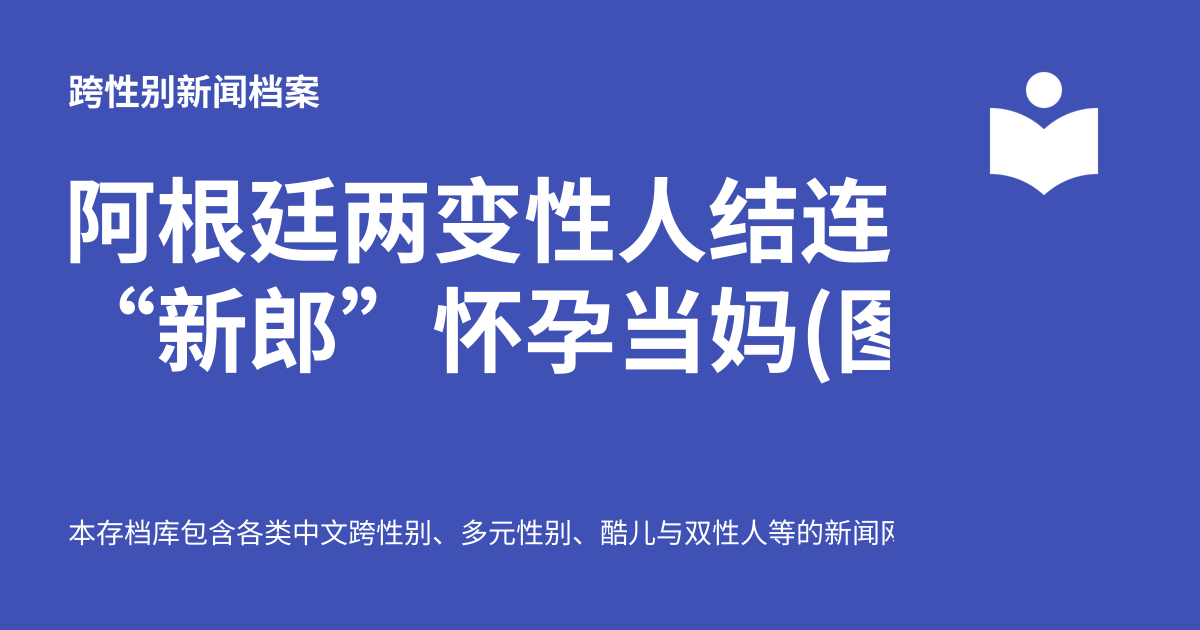 跨性别新闻档案
阿根廷两变性人结连
“新郎” 怀孕当妈(图
本存档库包含各类中文跨性别、多元性别、酷儿与双性人等的新闻网